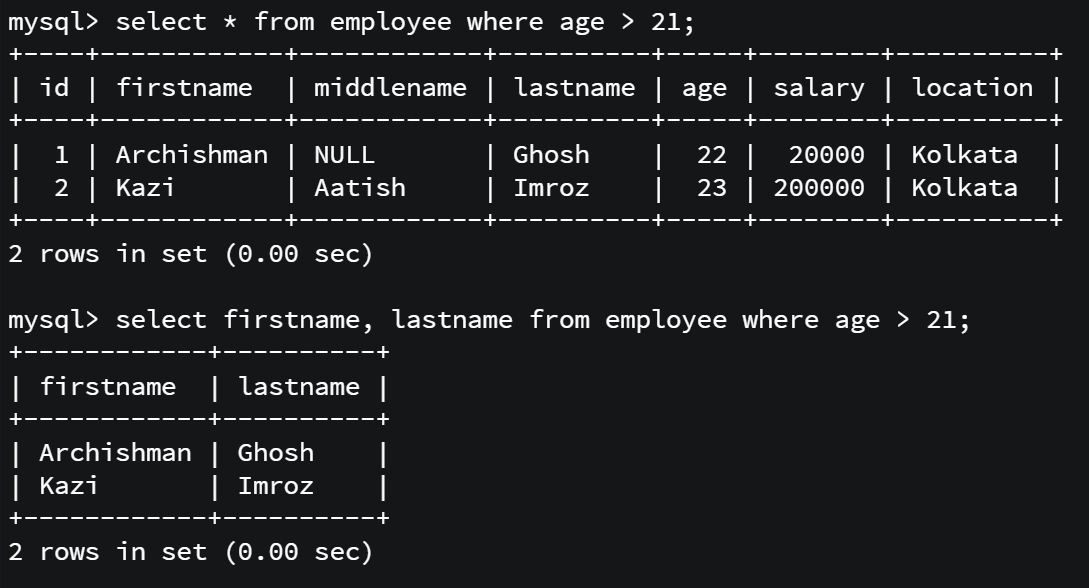 mysql> select * from employee where age > 21;
+----+------------+------------+----------+-----+--------+----------+
| id | firstname  | middlename | lastname | age | salary | location |
+----+------------+------------+----------+-----+--------+----------+
|  1 | Archishman | NULL       | Ghosh    |  22 |  20000 | Kolkata  |
|  2 | Kazi       | Aatish     | Imroz    |  23 | 200000 | Kolkata  |
+----+------------+------------+----------+-----+--------+----------+
2 rows in set (0.00 sec)

mysql> select firstname, lastname from employee where age > 21;
+------------+----------+
| firstname  | lastname |
+------------+----------+
| Archishman | Ghosh    |
| Kazi       | Imroz    |
+------------+----------+
2 rows in set (0.00 sec)